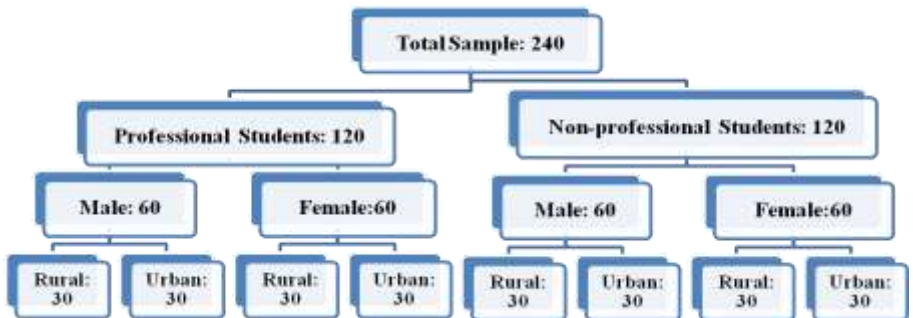 Total Sample: 240
Professional Students: 120
Non-professional Students: 120
Male: 60
Female:60
Male: 60
Female:60
Rural:
30
Urban:
30
Rural:
30
Urban:
30
Rural:
30
Urban:
30
Rural:
30
Urban:
30